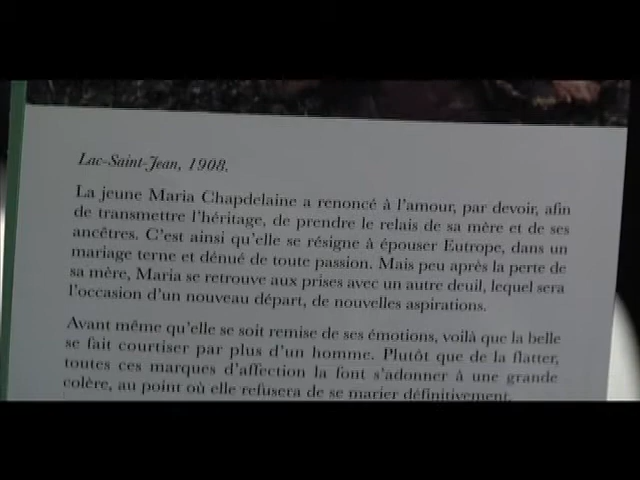 Lac-Saint-Jean, 1908.
La jeune Maria Chapdelaine a renoncé à l'amour, par devoir, afin
de transmettre l'héritage, de prendre le relais de sa mère et de ses
ancêtres. C'est ainsi qu'elle se résigne à épouser Eutrope, dans un
mariage terne et dénué de toute passion. Mais peu après la perte de
sa mère, Maria se retrouve aux prises avec un autre deuil, lequel sera
l'occasion d'un nouveau départ, de nouvelles aspirations.
Avant même qu'elle se soit remise de ses émotions, voilà que la belle
se fait courtiser par plus d'un homme. Plutôt que de la flatter,
toutes ces marques d'affection la font s'adonner à une grande
colère, au point où elle refusera de se marier définitivement.